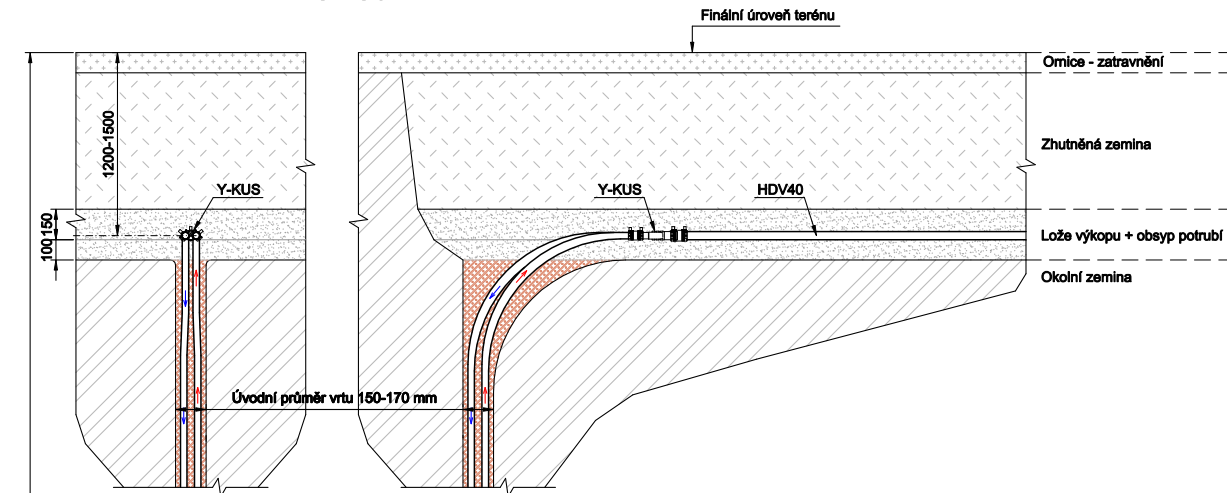 Finální úroveň terénu
Ornice - zatravnění
1200-1500
Zhutněná zemina
Y-KUS
Y-KUS
HDV40
150
100
Lože výkopu + obsyp potrubí
Okolní zemina
Úvodní průměr vrtu 150-170 mm